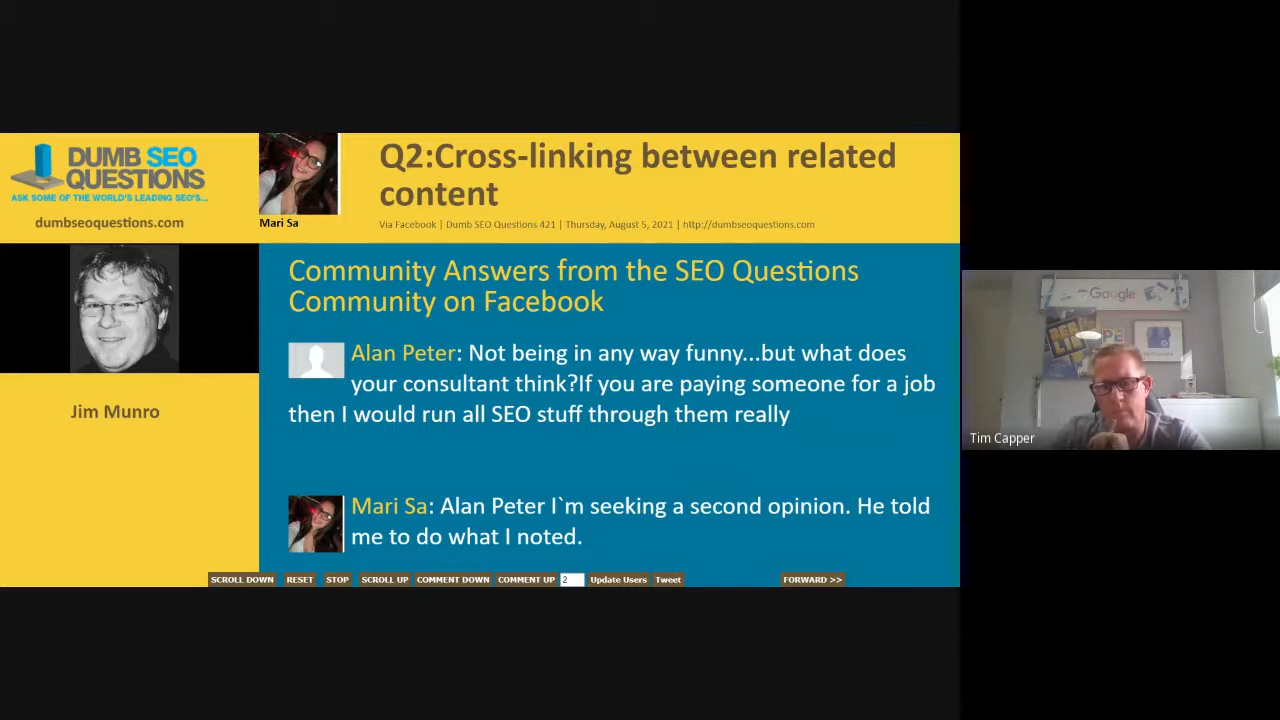 DUMB SEO
QUESTIONS
ASK SOME OF THE WORLD'S LEADING SEO'S...
dumbseoquestions.com
Mari Sa
Q2:Cross-linking between related
content
Via Facebook | Dumb SEO Questions 421 | Thursday, August 5, 2021 | http://dumbseoquestions.com
Jim Munro
Community Answers from the SEO Questions
Community on Facebook
Alan Peter: Not being in any way funny...but what does
your consultant think?If you are paying someone for a job
then I would run all SEO stuff through them really
Mari Sa: Alan Peter I`m seeking a second opinion. He told
me to do what I noted.
SCROLL DOWN RESET STOP SCROLL UP COMMENT DOWN COMMENT UP 2 Update Users Tweet FORWARD >>
Google
Tim Capper